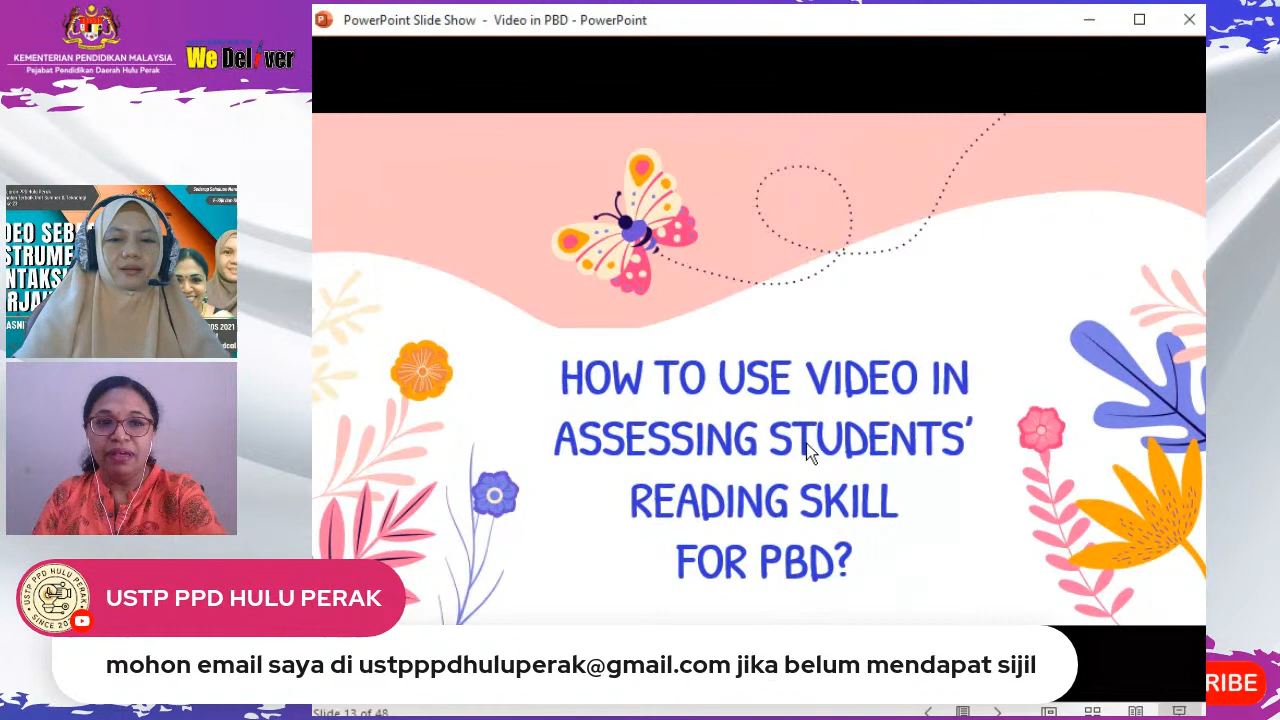 KEMENTERIAN PENDIDIKAN MALAYSIA
Pejabat Pendidikan Daerah Hulu Perak
We Deliver
PowerPoint Slide Show - Video in PBD - PowerPoint
HOW TO USE VIDEO IN
ASSESSING STUDENTS'
READING SKILL
FOR PBD?
USTP PPD HULU PERAK
mohon email saya di ustpppdhuluperak@gmail.com jika belum mendapat sijil
RIBE
Slide 13 of 48